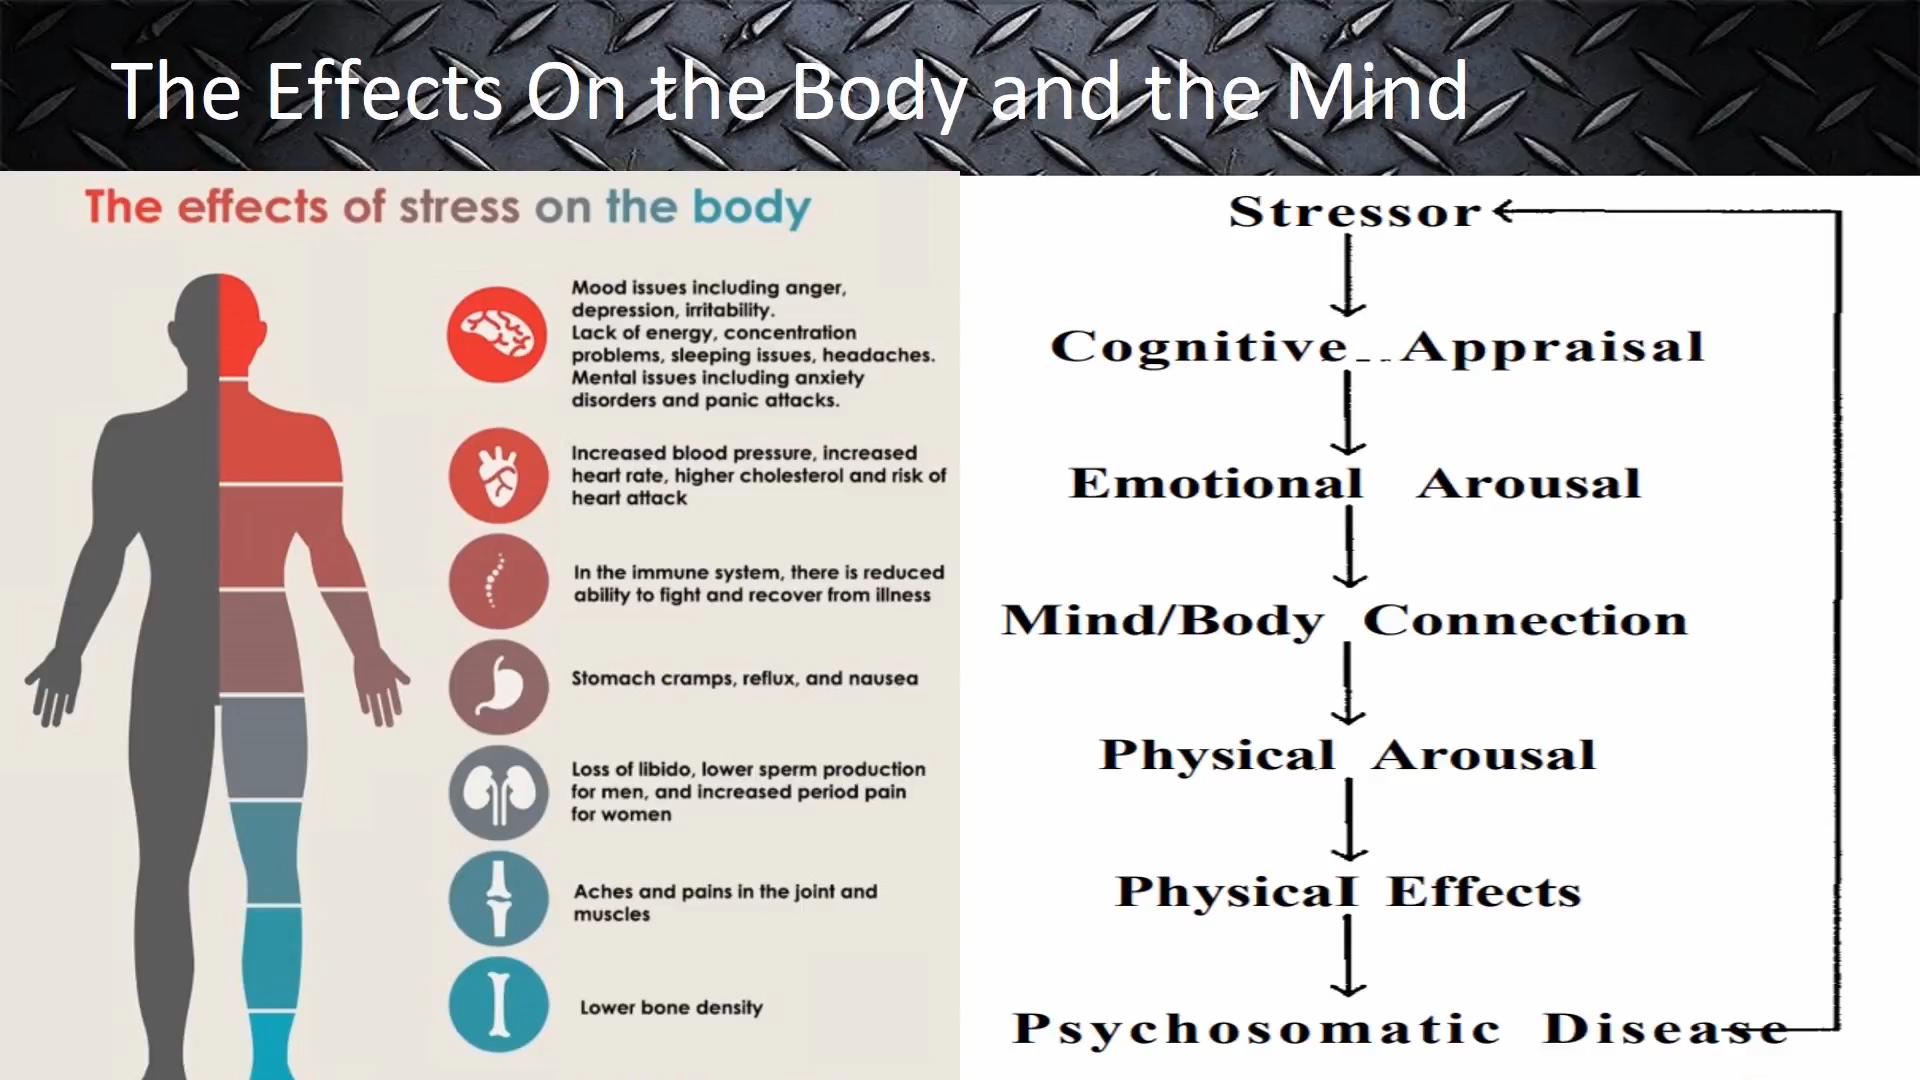 The Effects On the Body and the Mind
The effects of stress on the body
Mood issues including anger,
depression, irritability.
Lack of energy, concentration
problems, sleeping issues, headaches.
Mental issues including anxiety
disorders and panic attacks.
Increased blood pressure, increased
heart rate, higher cholesterol and risk of
heart attack
In the immune system, there is reduced
ability to fight and recover from illness
Stomach cramps, reflux, and nausea
Loss of libido, lower sperm production
for men, and increased period pain
for women
Aches and pains in the joint and
muscles
Lower bone density
Stressor
Cognitive Appraisal
Emotional Arousal
Mind/Body Connection
Physical Arousal
Physical Effects
Psychosomatic Disease